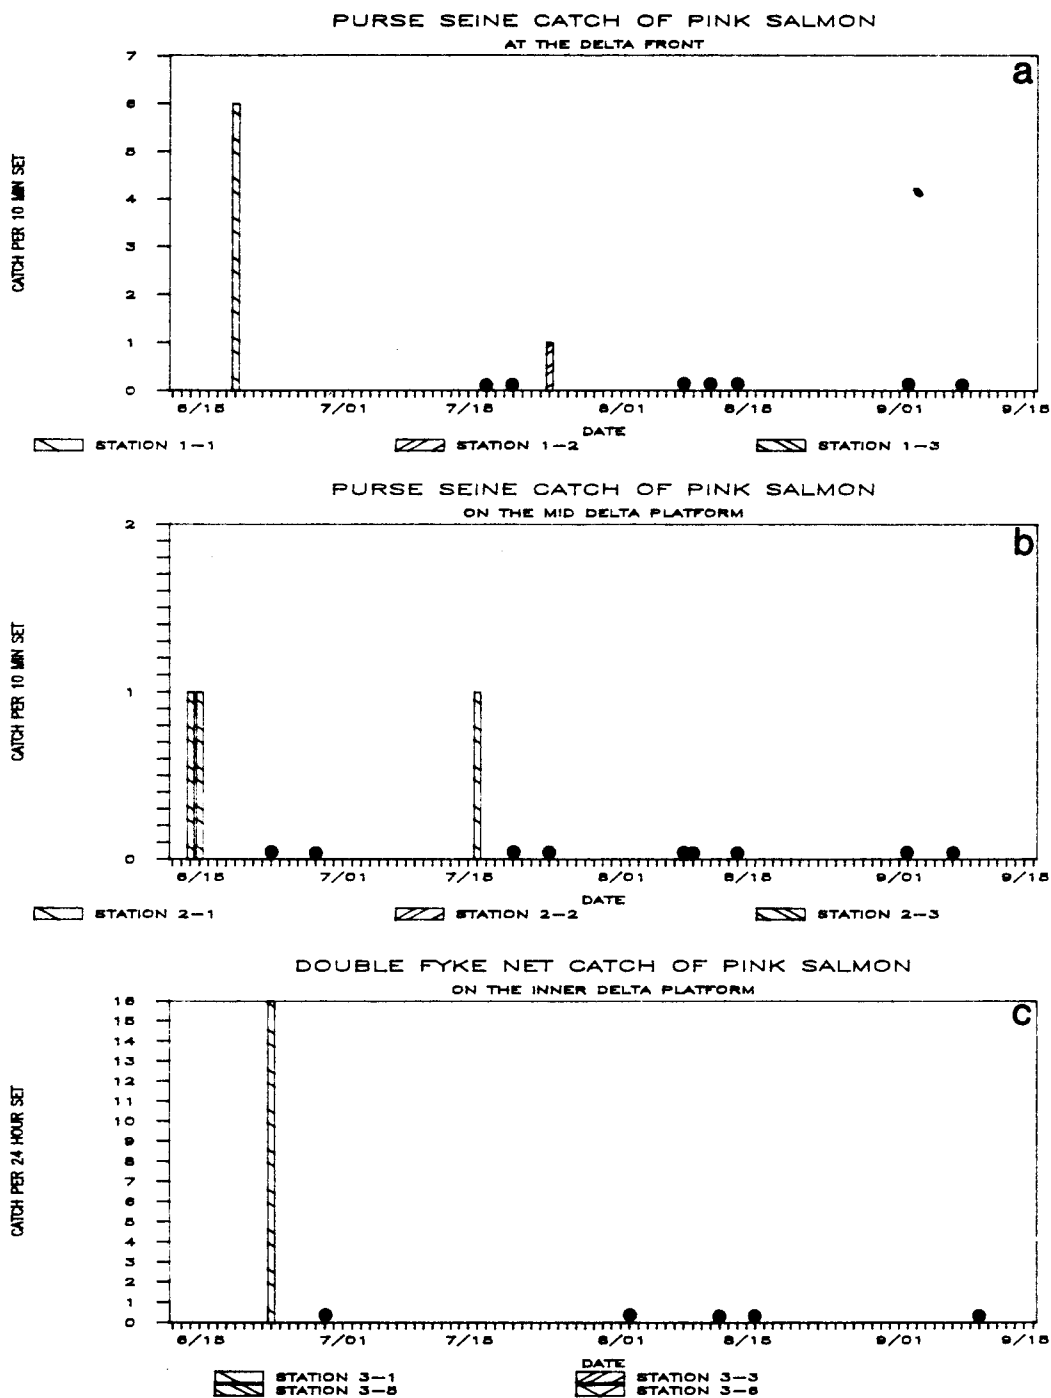 PURSE SEINE CATCH OF PINK SALMON
AT THE DELTA FRONT
a
CATCH PER 10 MIN SET
7
6
5
4
3
2
1
0
6/15 7/01 7/15 8/01 8/15 9/01 9/15
DATE
STATION 1-1 STATION 1-2 STATION 1-3
PURSE SEINE CATCH OF PINK SALMON
ON THE MID DELTA PLATFORM
b
CATCH PER 10 MIN SET
2
1
0
6/15 7/01 7/15 8/01 8/15 9/01 9/15
DATE
STATION 2-1 STATION 2-2 STATION 2-3
DOUBLE FYKE NET CATCH OF PINK SALMON
ON THE INNER DELTA PLATFORM
c
CATCH PER 24 HOUR SET
16
15
14
13
12
11
10
9
8
7
6
5
4
3
2
1
0
6/15 7/01 7/15 8/01 8/15 9/01 9/15
DATE
STATION 3-1 STATION 3-3
STATION 3-5 STATION 3-6